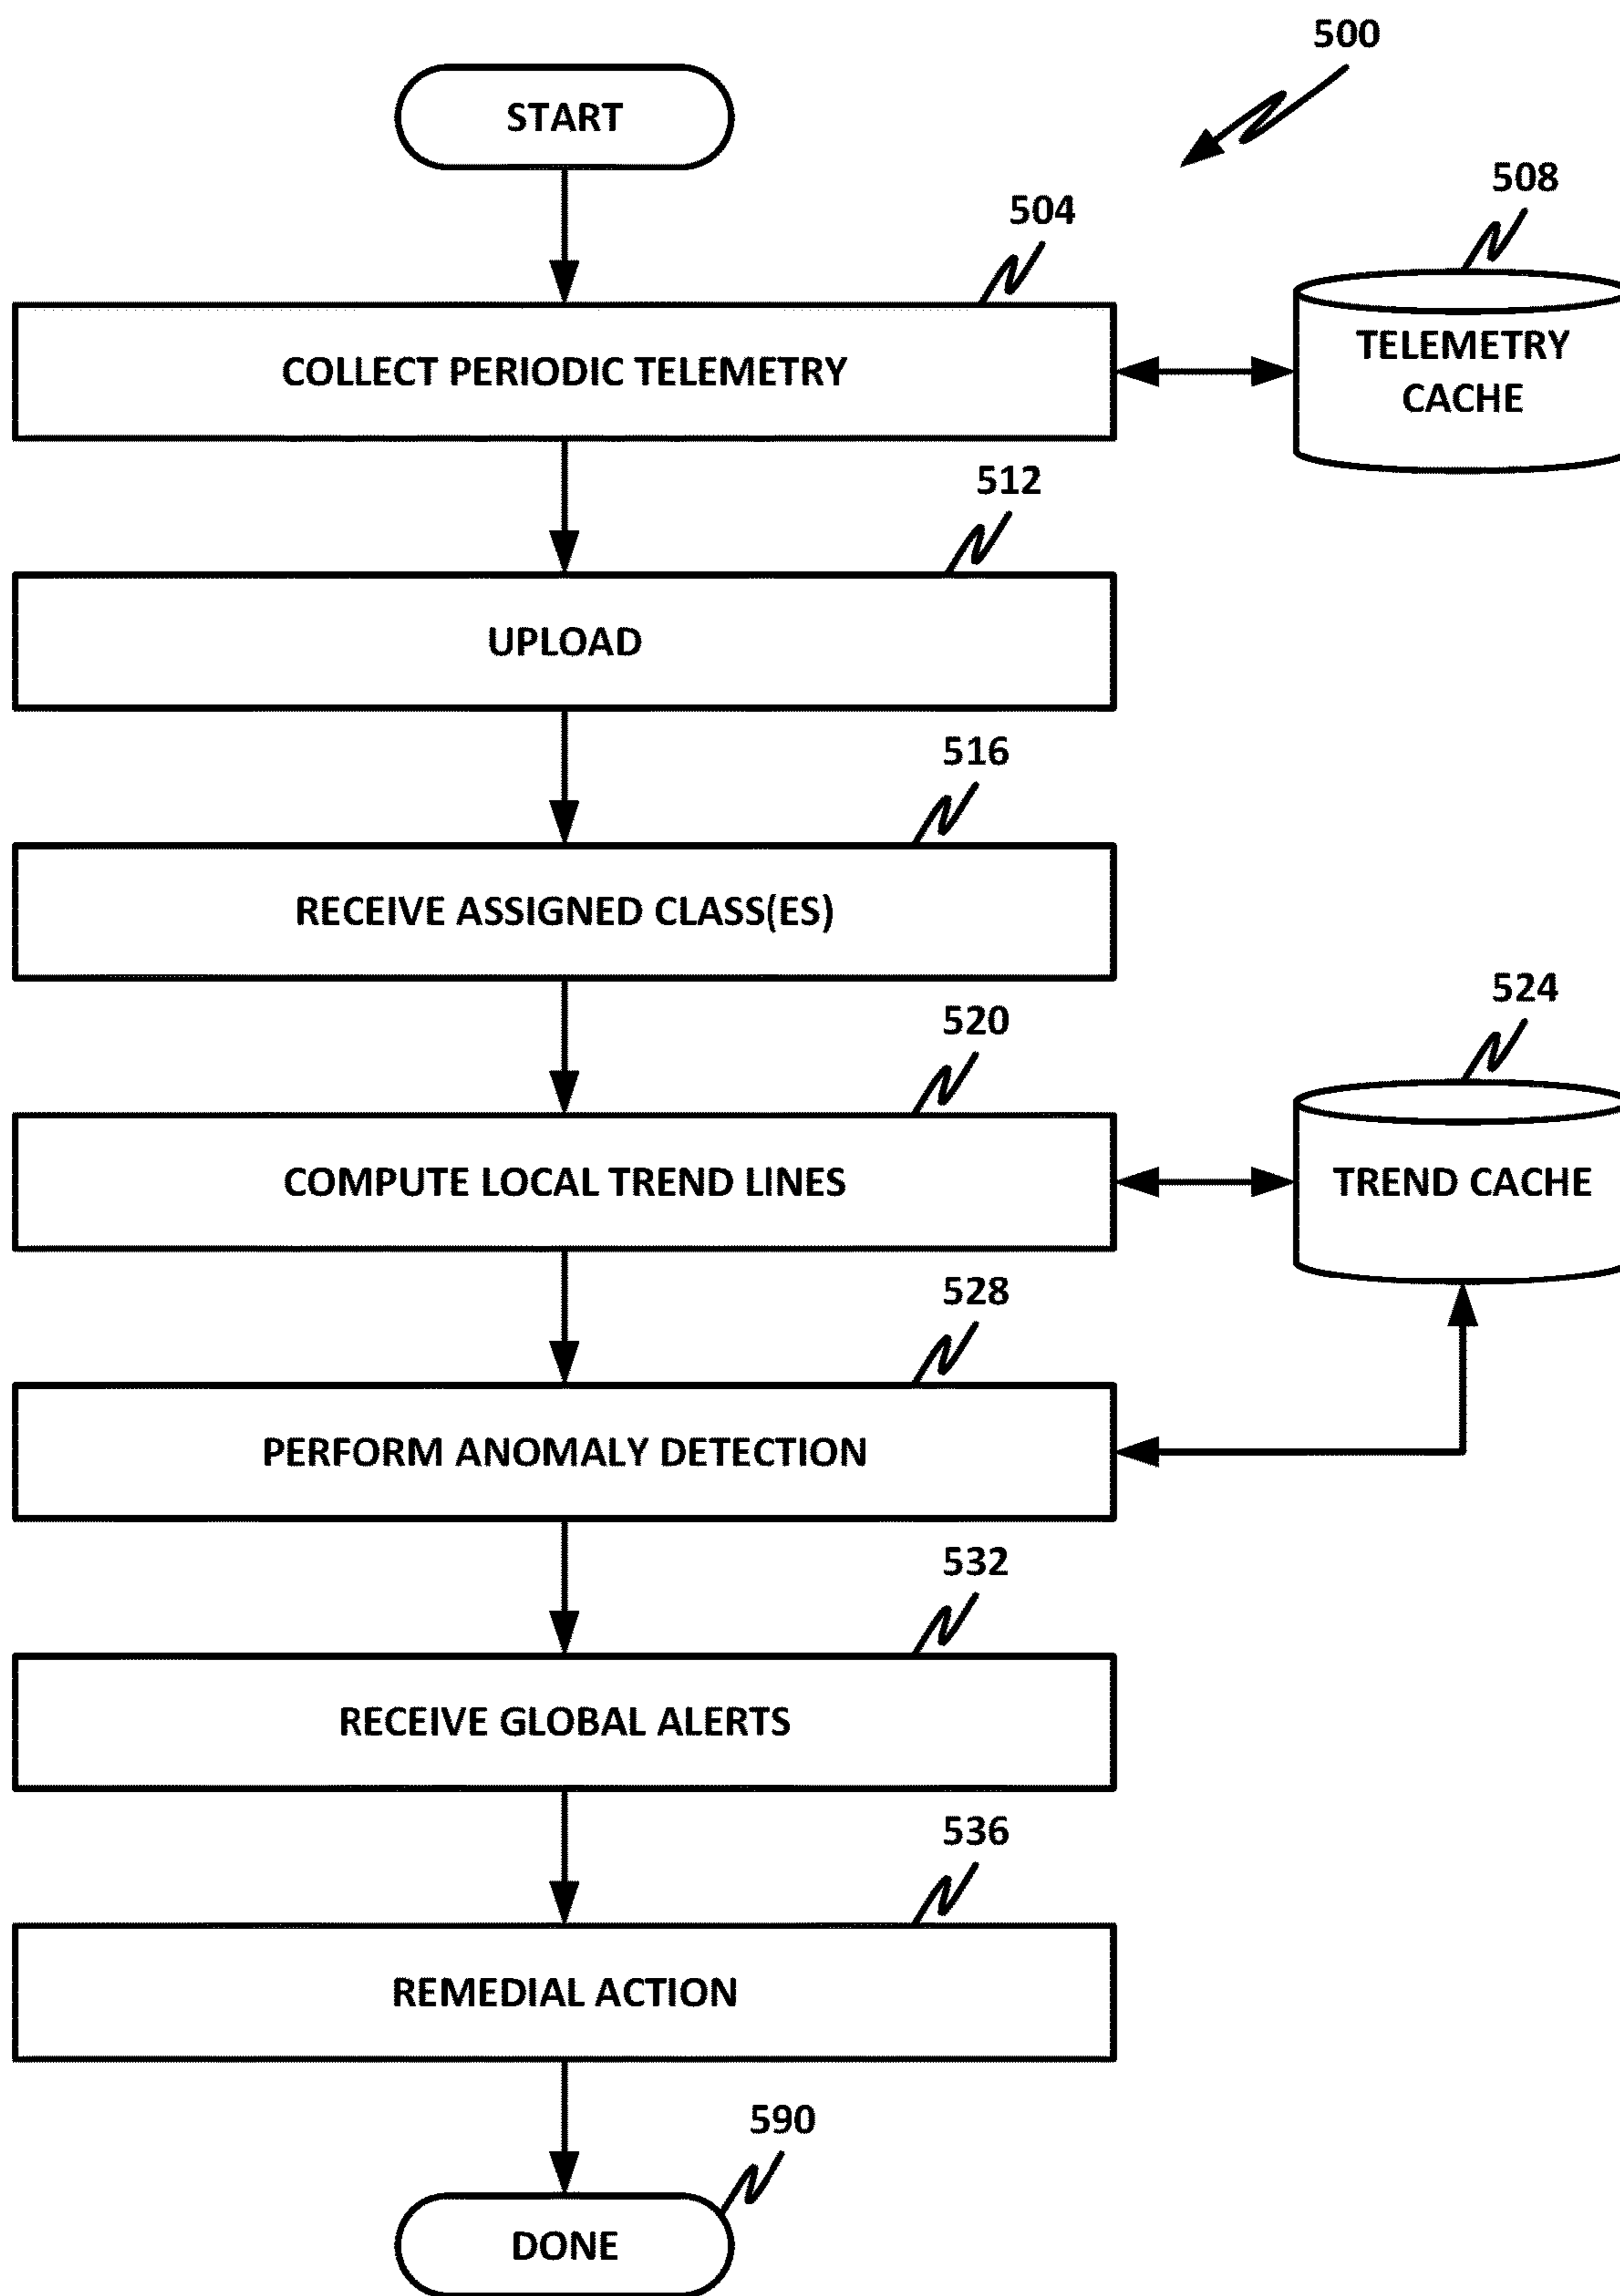 500
START
508
504
TELEMETRY
CACHE
COLLECT PERIODIC TELEMETRY
512
UPLOAD
516
RECEIVE ASSIGNED CLASS(ES)
524
520
COMPUTE LOCAL TREND LINES
TREND CACHE
528
PERFORM ANOMALY DETECTION
532
RECEIVE GLOBAL ALERTS
536
REMEDIAL ACTION
590
DONE